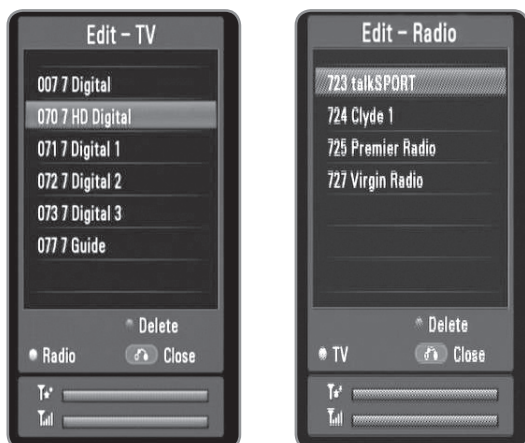 Edit – TV
007 7 Digital
070 7 HD Digital
071 7 Digital 1
072 7 Digital 2
073 7 Digital 3
077 7 Guide
Delete
Radio Close
Edit – Radio
723 talkSPORT
724 Clyde 1
725 Premier Radio
727 Virgin Radio
Delete
TV Close